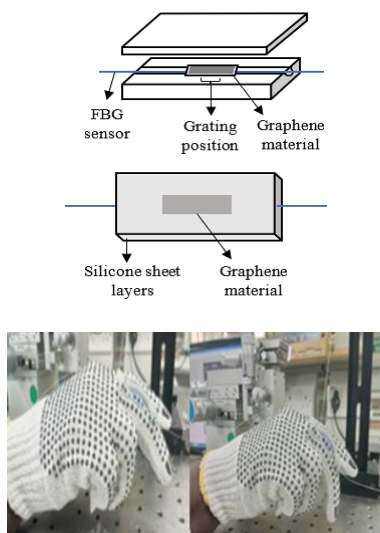 FBG
sensor
Grating
position
Graphene
material
Silicone sheet
layers
Graphene
material